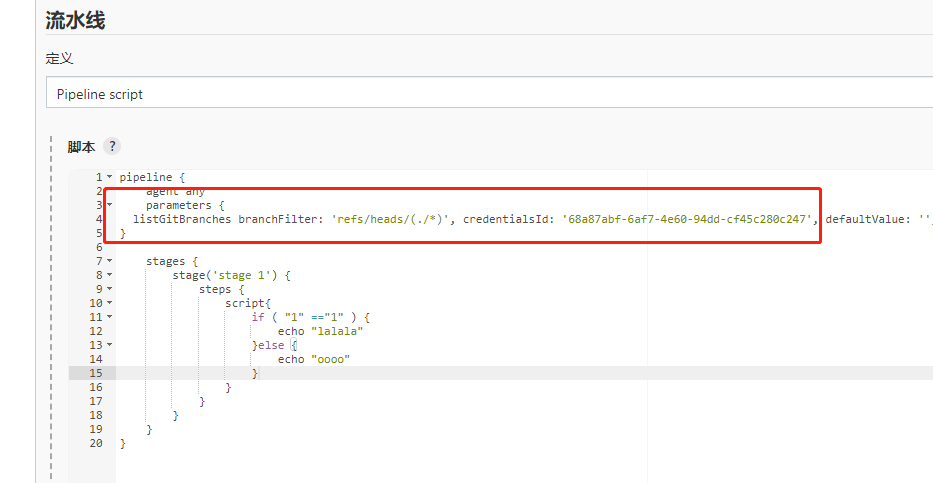 流水线
定义
Pipeline script
脚本 ?
1 pipeline {
2 agent any
3 parameters {
4 listGitBranches branchFilter: 'refs/heads/(./*)', credentialsId: '68a87abf-6af7-4e60-94dd-cf45c280c247', defaultValue: '',
5 }
6
7 stages {
8 stage('stage 1') {
9 steps {
10 script{
11 if ( "1" =="1" ) {
12 echo "lalala"
13 }else {
14 echo "oooo"
15 }
16 }
17 }
18 }
19 }
20 }